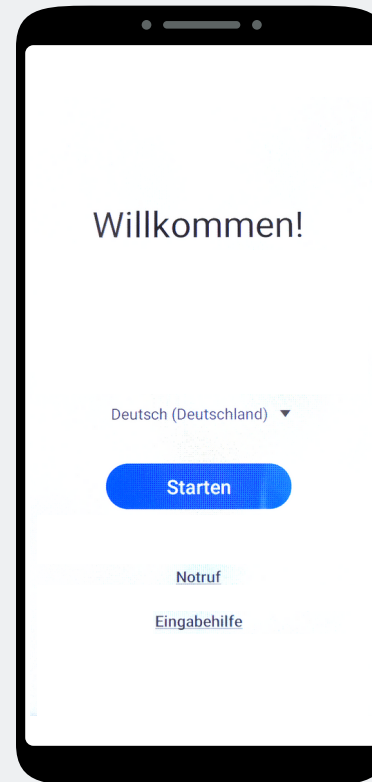 Willkommen!
Deutsch (Deutschland)
Starten
Notruf
Eingabehilfe